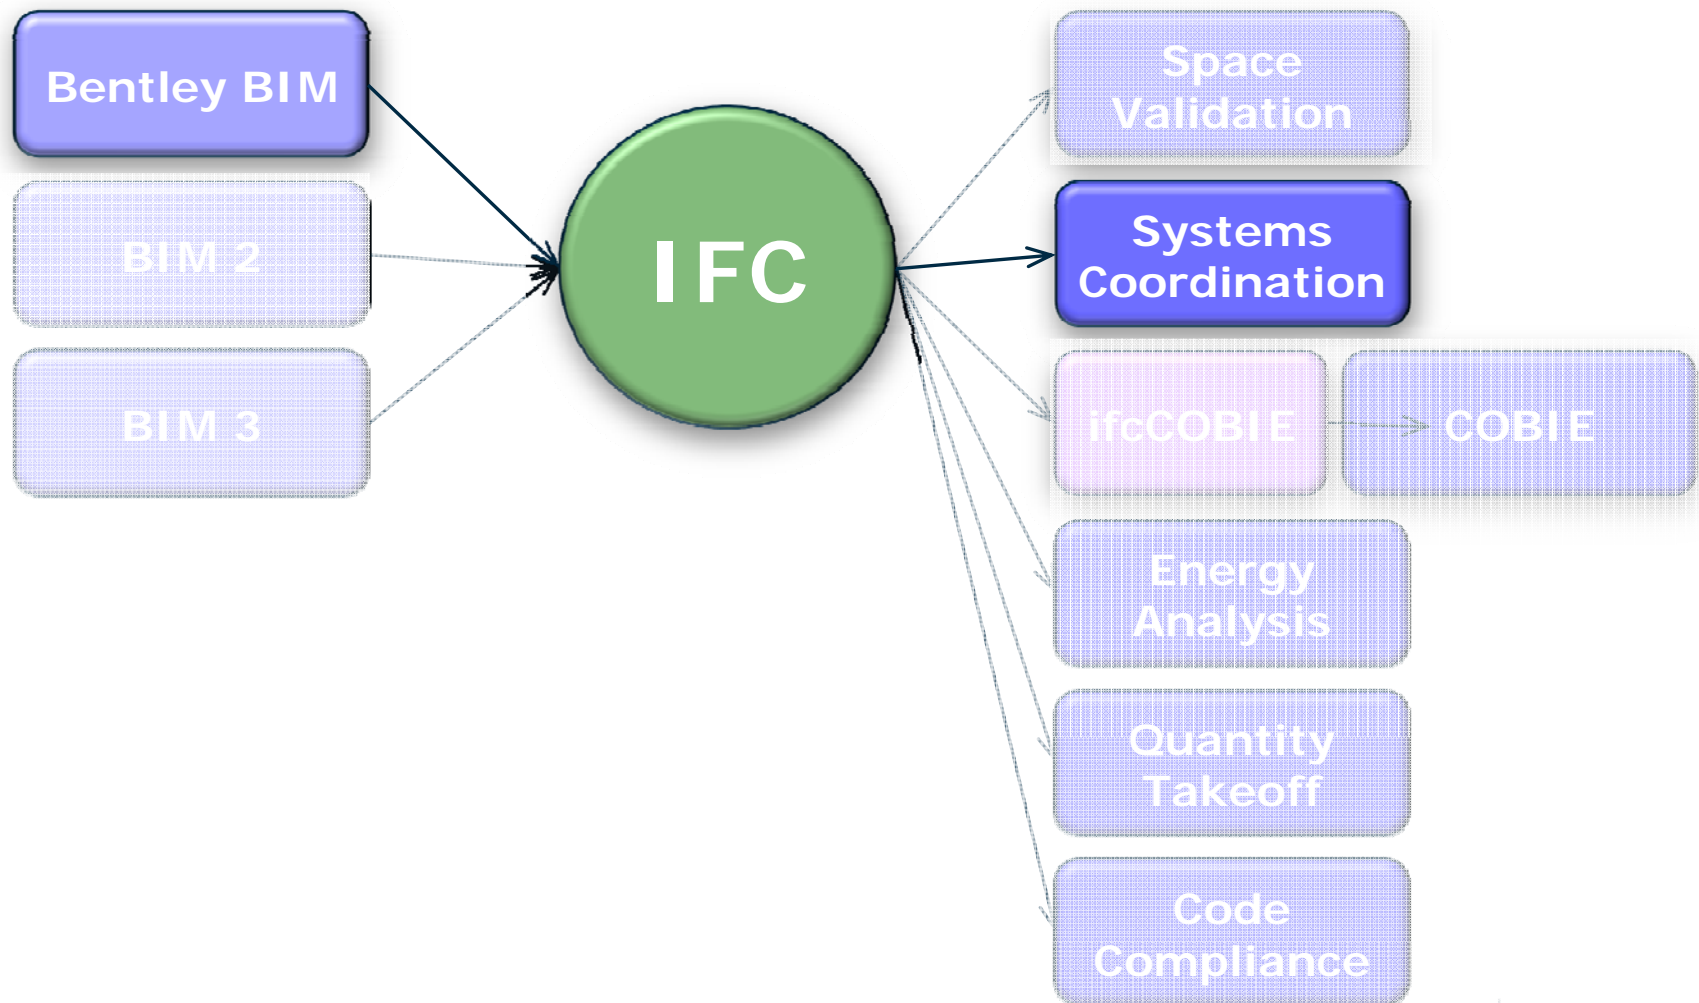 Bentley BIM
BIM 2
BIM 3
IFC
Space
Validation
Systems
Coordination
ifcCOBIE
COBIE
Energy
Analysis
Quantity
Takeoff
Code
Compliance